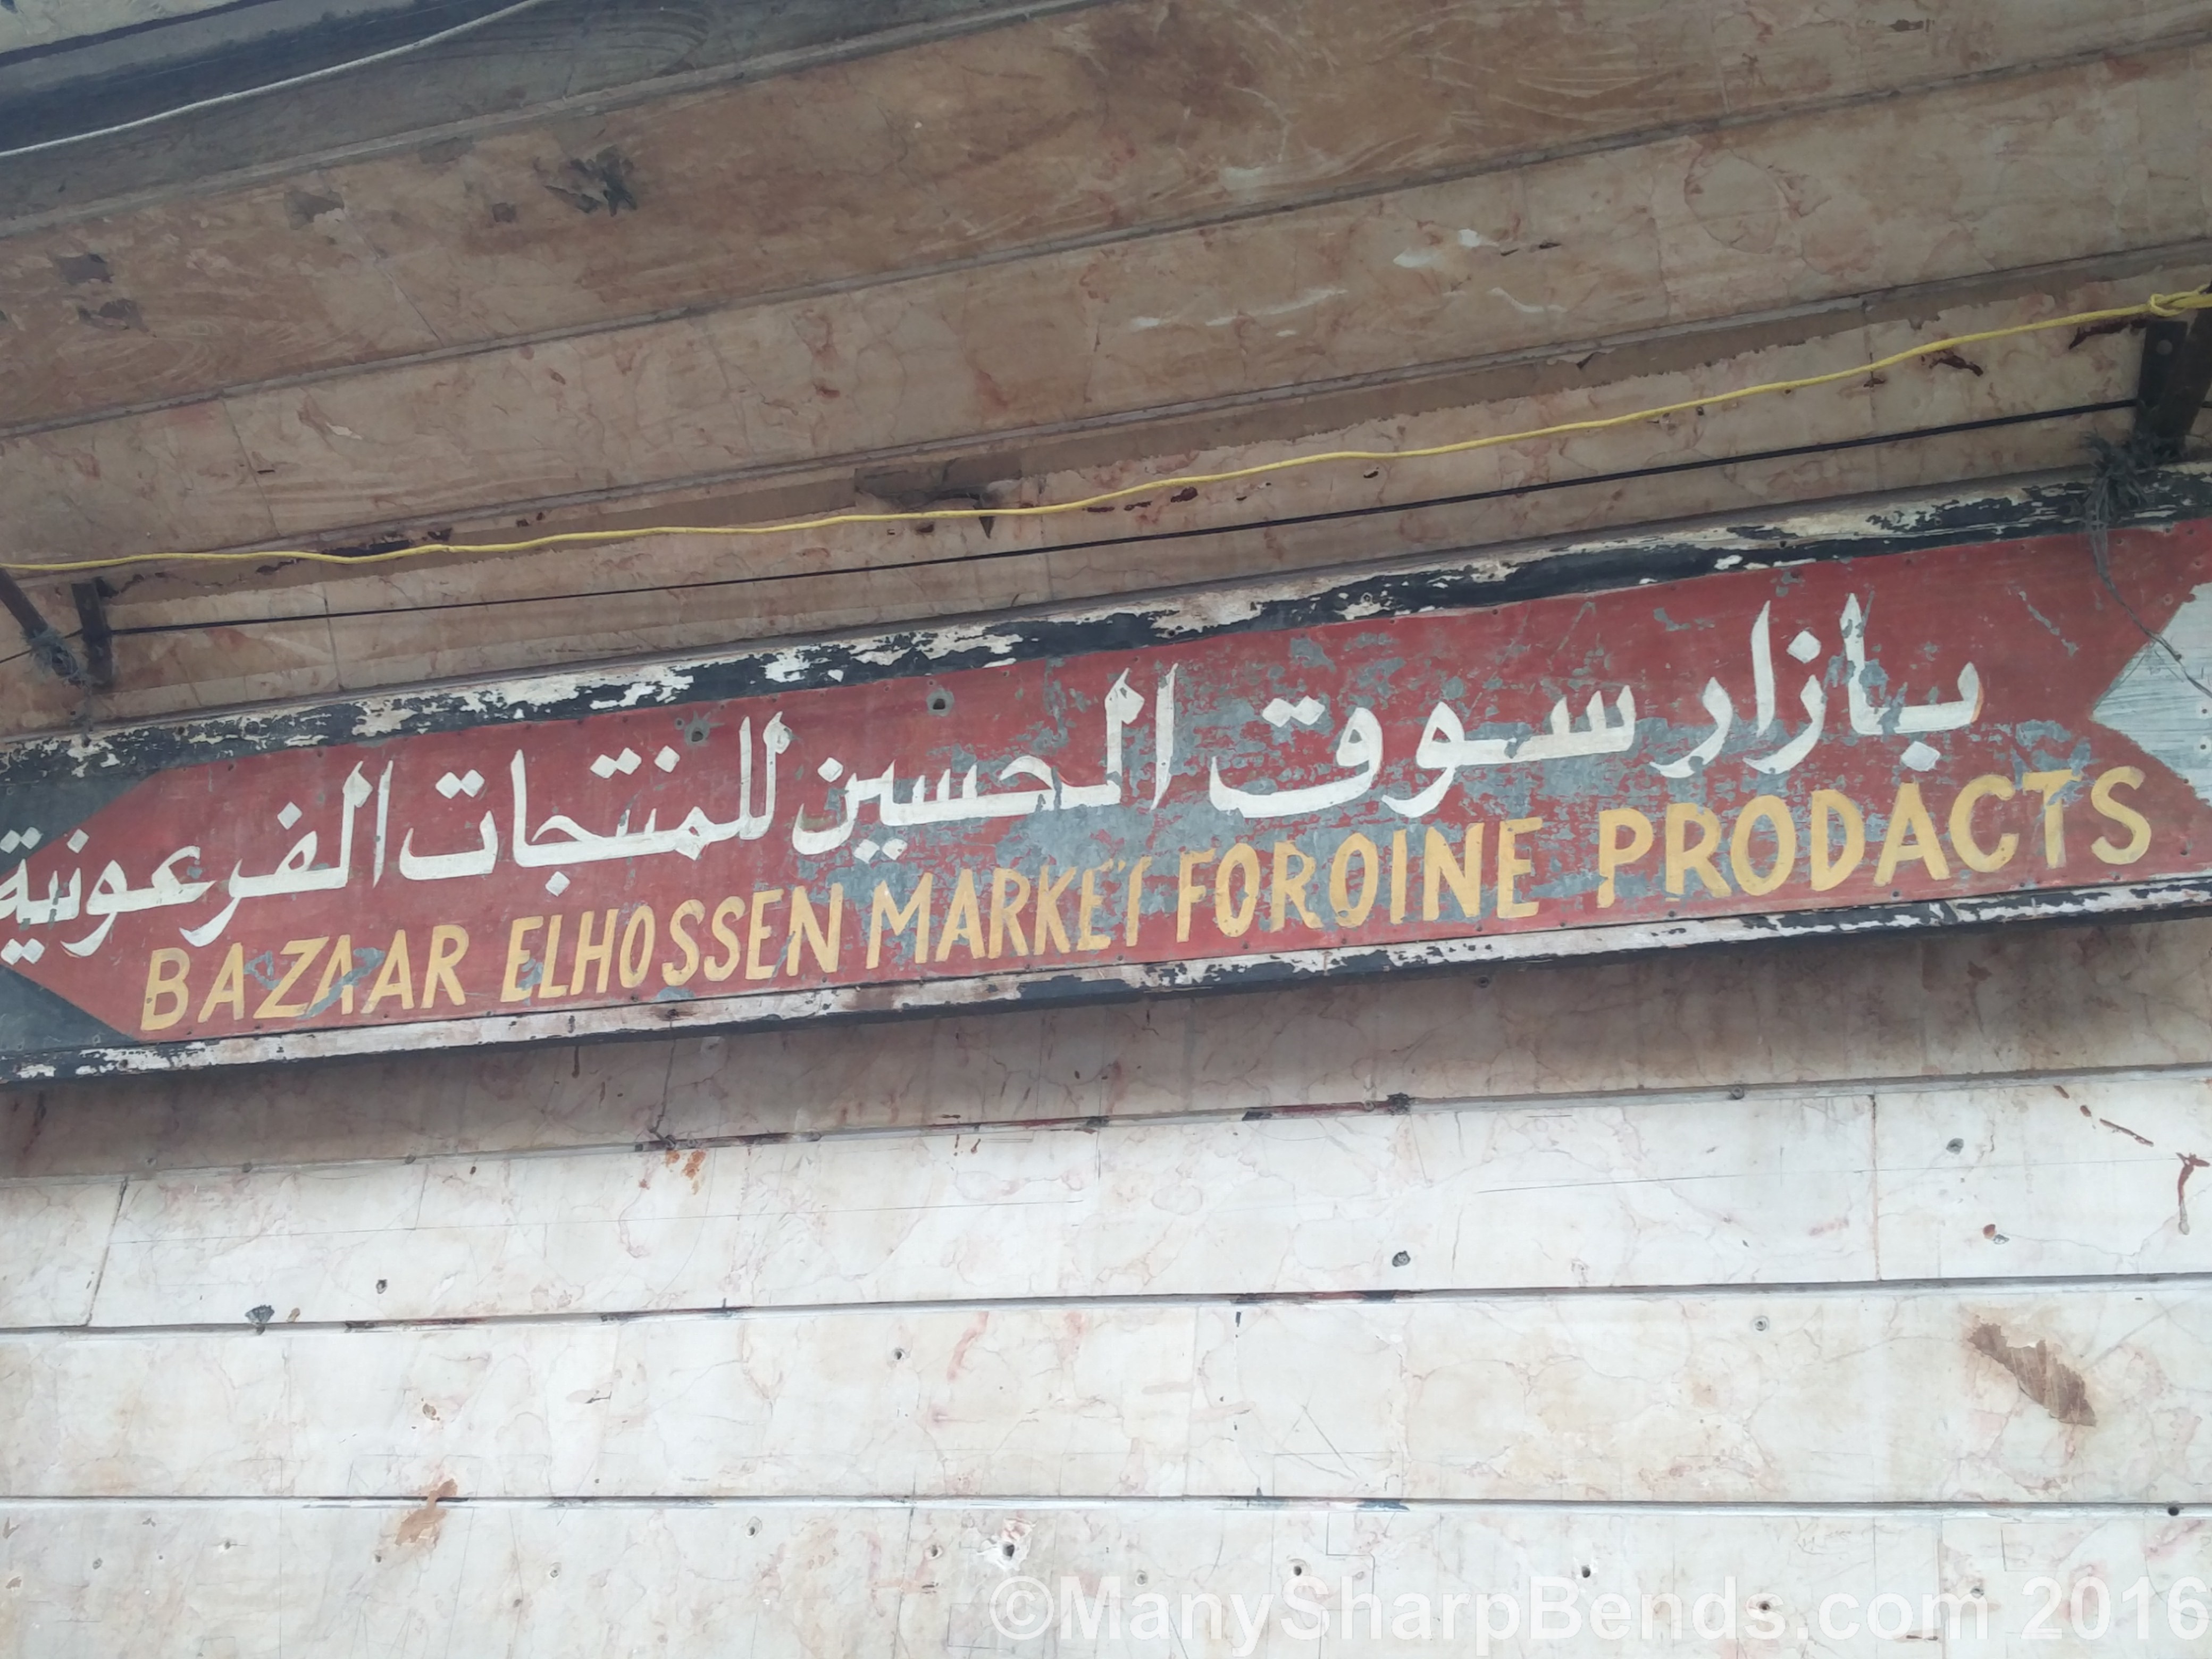 بازار سوق الحسين للمنتجات الفرعونية
BAZAAR ELHOSSEN MARKET FOROINE PRODACTS
©ManySharpBends.com 2016